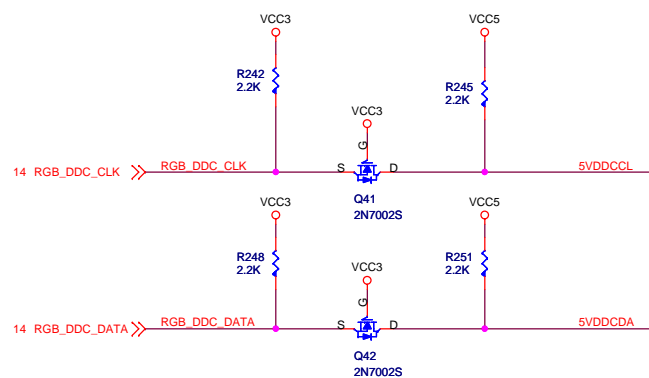 VCC3
VCC5
R242
2.2K
R245
2.2K
VCC3
G
14 RGB_DDC_CLK
RGB_DDC_CLK
S
D
5VDDCCL
Q41
2N7002S
VCC3
VCC5
R248
2.2K
R251
2.2K
VCC3
G
14 RGB_DDC_DATA
RGB_DDC_DATA
S
D
5VDDCDA
Q42
2N7002S